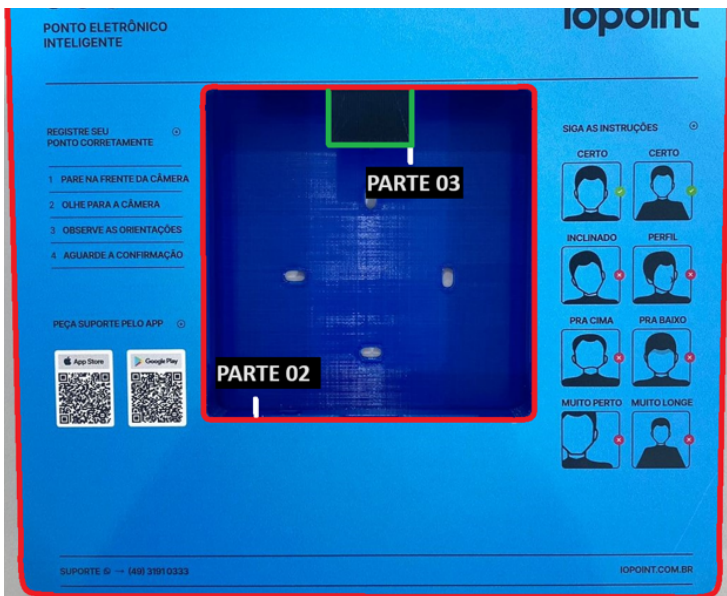 PONTO ELETRÔNICO
INTELIGENTE
iopoint
REGISTRE SEU
PONTO CORRETAMENTE
1 PARE NA FRENTE DA CÂMERA
2 OLHE PARA A CÂMERA
3 OBSERVE AS ORIENTAÇÕES
4 AGUARDE A CONFIRMAÇÃO
PEÇA SUPORTE PELO APP
App Store
Google Play
PARTE 03
PARTE 02
SIGA AS INSTRUÇÕES
CERTO CERTO
INCLINADO PERFIL
PRA CIMA PRA BAIXO
MUITO PERTO MUITO LONGE
SUPORTE → (49) 3191 0333
IOPOINT.COM.BR